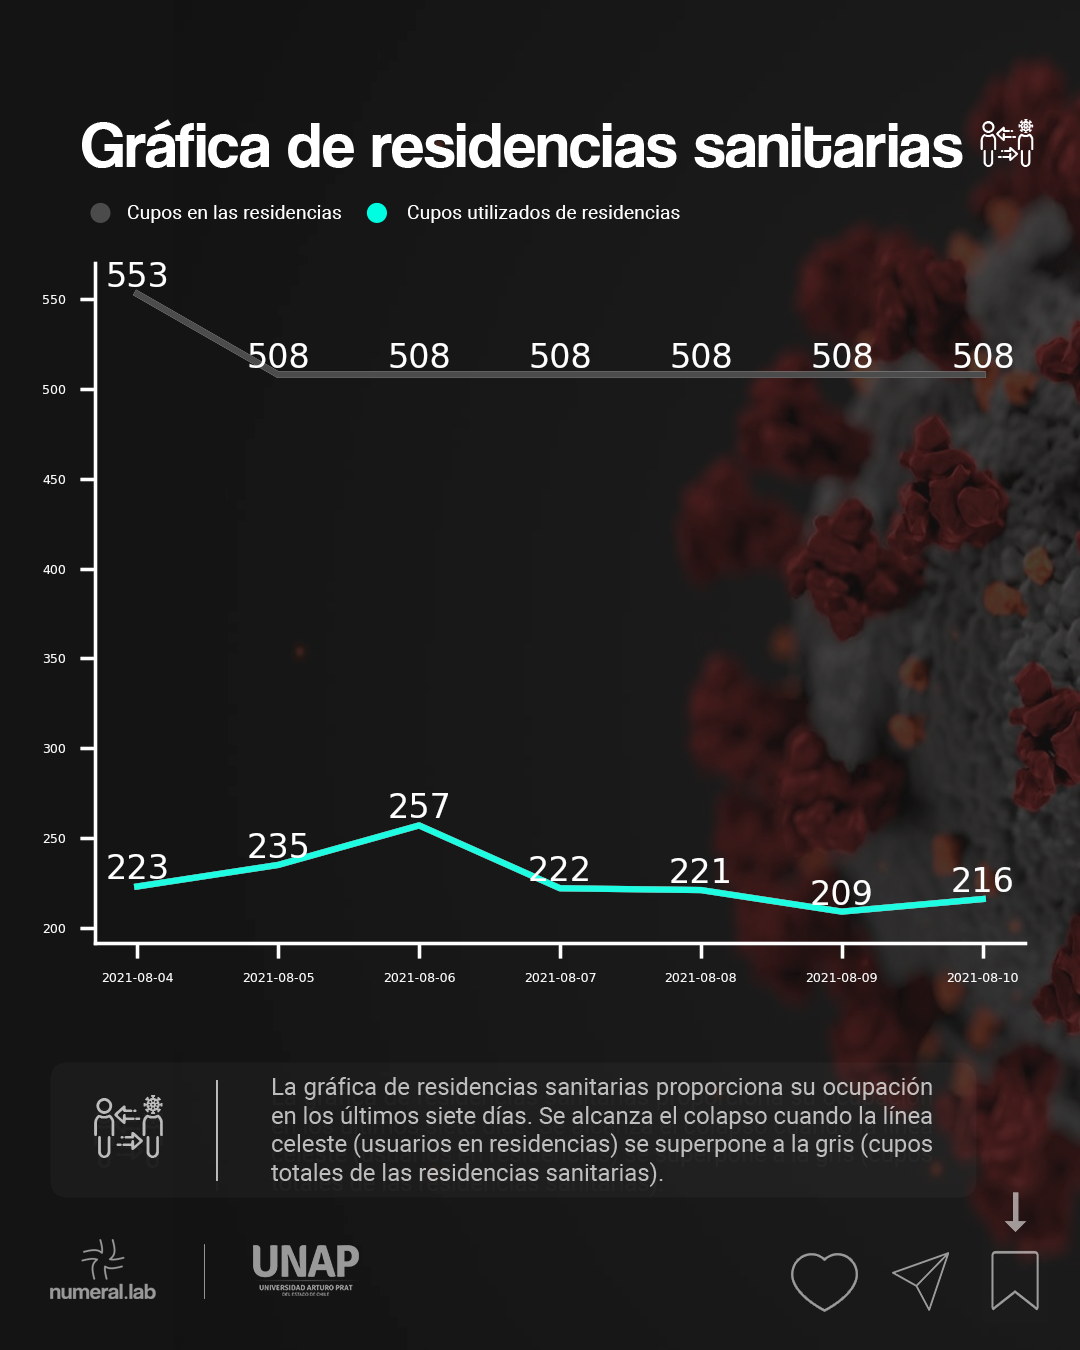 Gráfica de residencias sanitarias
Cupos en las residencias Cupos utilizados de residencias
553
550
508 508 508 508 508 508
500
450
400
350
300
257
250
235
223 222 221 209 216
200
2021-08-04 2021-08-05 2021-08-06 2021-08-07 2021-08-08 2021-08-09 2021-08-10
La gráfica de residencias sanitarias proporciona su ocupación
en los últimos siete días. Se alcanza el colapso cuando la línea
celeste (usuarios en residencias) se superpone a la gris (cupos
totales de las residencias sanitarias).
numeral.lab
UNAP
UNIVERSIDAD ARTURO PRAT
DEL ESTADO DE CHILE